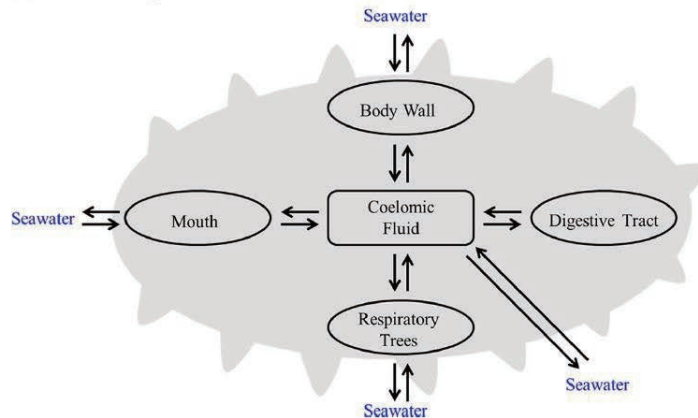 Seawater
Body Wall
Seawater
Mouth
Coelomic
Fluid
Digestive Tract
Respiratory
Trees
Seawater
Seawater